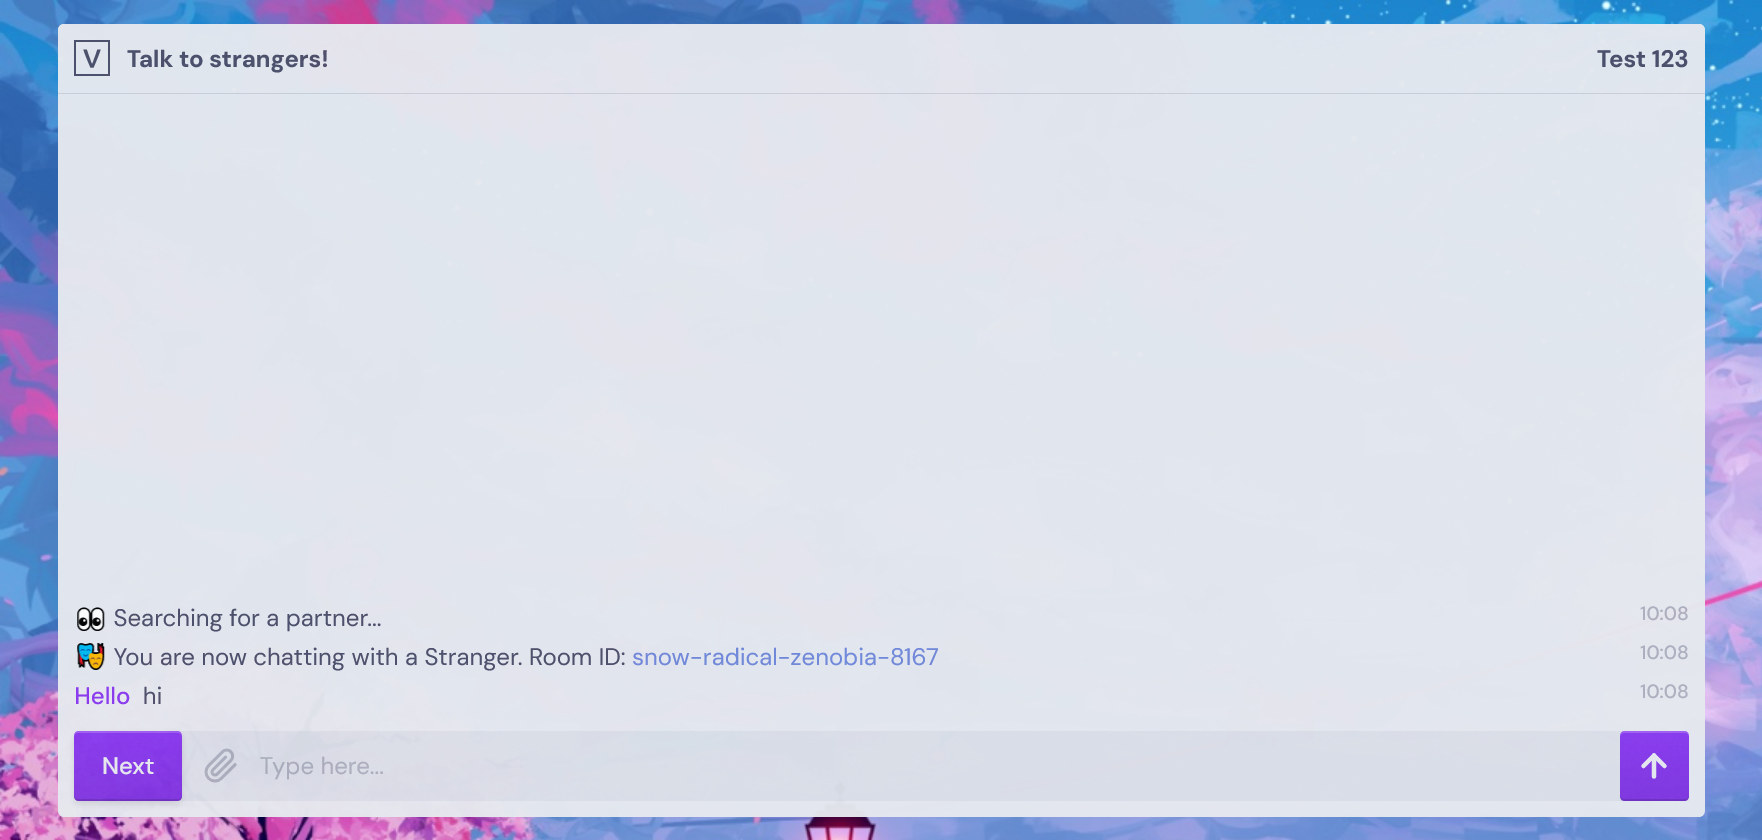 V Talk to strangers! Test 123
👀 Searching for a partner... 10:08
🎭 You are now chatting with a Stranger. Room ID: snow-radical-zenobia-8167 10:08
Hello hi 10:08
Next Type here...